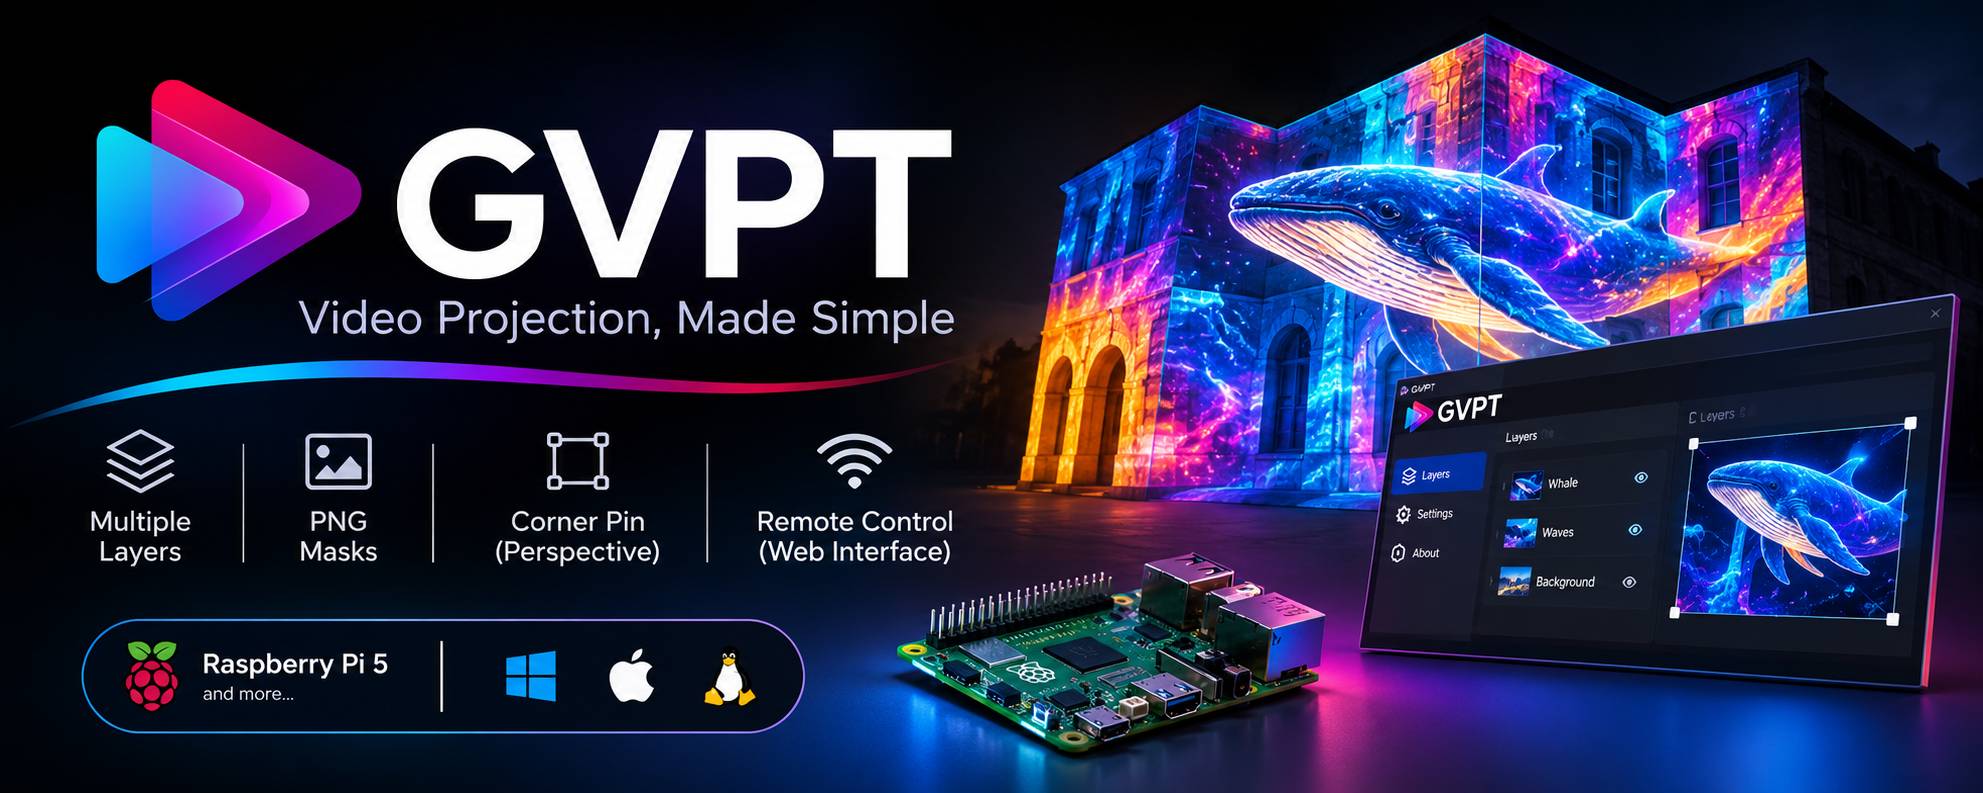 GVPT
Video Projection, Made Simple
Multiple
Layers
PNG
Masks
Corner Pin
(Perspective)
Remote Control
(Web Interface)
Raspberry Pi 5
and more...
GVPT
GVPT
Layers
Settings
About
Layers
Whale
Waves
Background
Layers